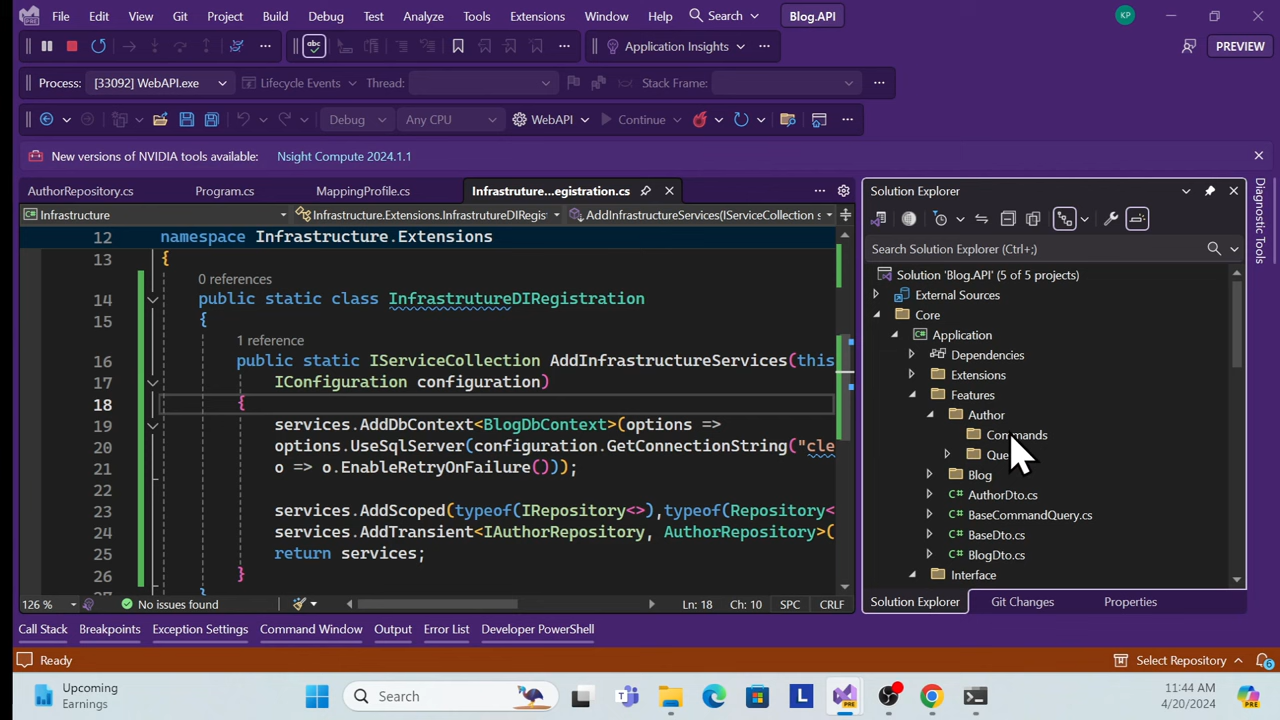 File Edit View Git Project Build Debug Test Analyze Tools Extensions Window Help Search Blog.API KP
PRE
abc Application Insights PREVIEW
Process: [33092] WebAPI.exe Lifecycle Events Thread: Stack Frame:
Debug Any CPU WebAPI Continue
New versions of NVIDIA tools available: Nsight Compute 2024.1.1
AuthorRepository.cs Program.cs MappingProfile.cs Infrastruture...egistration.cs
Infrastructure Infrastructure.Extensions.InfrastrutureDIRegist AddInfrastructureServices(IServiceCollection
12 namespace Infrastructure.Extensions
13 {
0 references
14 public static class InfrastrutureDIRegistration
15 {
1 reference
16 public static IServiceCollection AddInfrastructureServices(this
17 IConfiguration configuration)
18 {
19 services.AddDbContext<BlogDbContext>(options =>
20 options.UseSqlServer(configuration.GetConnectionString("cle
21 o => o.EnableRetryOnFailure()));
22
23 services.AddScoped(typeof(IRepository<>),typeof(Repository<
24 services.AddTransient<IAuthorRepository, AuthorRepository>(
25 return services;
26 }
126 % No issues found Ln: 18 Ch: 10 SPC CRLF
Solution Explorer
Search Solution Explorer (Ctrl+;)
Solution 'Blog.API' (5 of 5 projects)
External Sources
Core
Application
Dependencies
Extensions
Features
Author
Commands
Que
Blog
C# AuthorDto.cs
C# BaseCommandQuery.cs
C# BaseDto.cs
C# BlogDto.cs
Interface
Solution Explorer Git Changes Properties
Diagnostic Tools
Call Stack Breakpoints Exception Settings Command Window Output Error List Developer PowerShell
Ready Select Repository 6
Upcoming
Earnings
Search
L
PRE
11:44 AM
4/20/2024
PRE